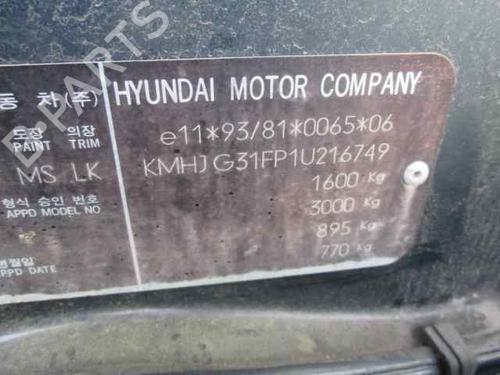 B-PARTS
동 차(주)
HYUNDAI MOTOR COMPANY
도장 의장
PAINT TRIM
e11*93/81*0065*06
MS LK
KMHJG31FP1U216749
형식 승인 번호
APPD MODEL NO
1600 Kg
3000 Kg
895 Kg
770 Kg
PPD DATE